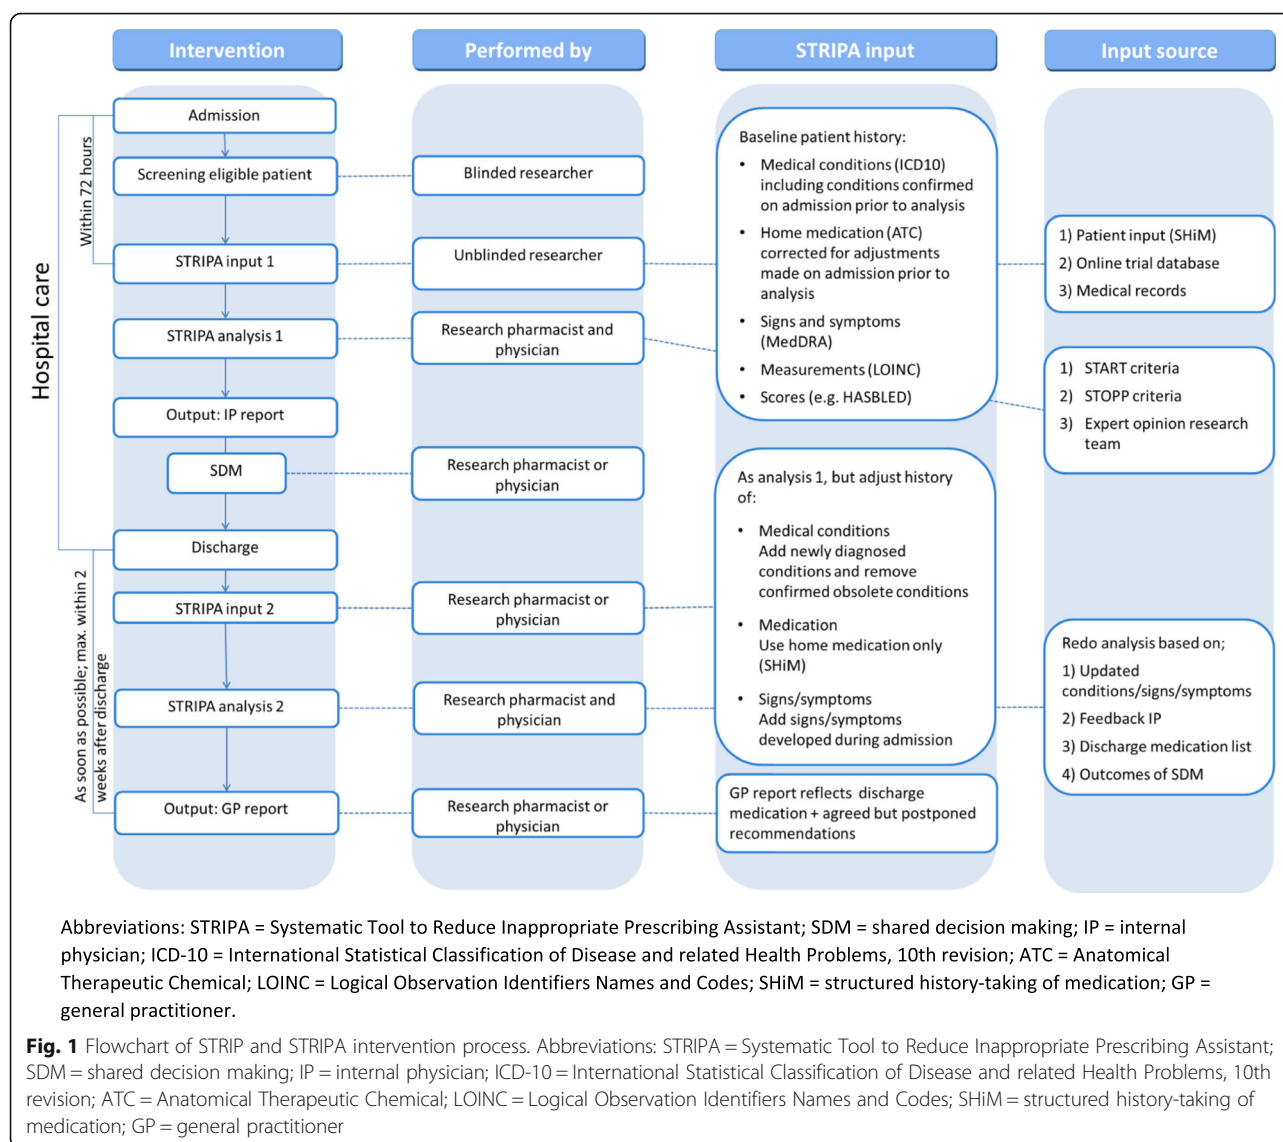 Intervention
Performed by
STRIPA input
Input source
Hospital care
Within 72 hours
As soon as possible; max. within 2
weeks after discharge
Admission
Screening eligible patient
STRIPA input 1
STRIPA analysis 1
Output: IP report
SDM
Discharge
STRIPA input 2
STRIPA analysis 2
Output: GP report
Blinded researcher
Unblinded researcher
Research pharmacist and
physician
Research pharmacist or
physician
Research pharmacist or
physician
Research pharmacist and
physician
Research pharmacist or
physician
Baseline patient history:
• Medical conditions (ICD10)
including conditions confirmed
on admission prior to analysis
• Home medication (ATC)
corrected for adjustments
made on admission prior to
analysis
• Signs and symptoms
(MedDRA)
• Measurements (LOINC)
• Scores (e.g. HASBLED)
As analysis 1, but adjust history
of:
• Medical conditions
Add newly diagnosed
conditions and remove
confirmed obsolete conditions
• Medication
Use home medication only
(SHiM)
• Signs/symptoms
Add signs/symptoms
developed during admission
GP report reflects discharge
medication + agreed but postponed
recommendations
1) Patient input (SHiM)
2) Online trial database
3) Medical records
1) START criteria
2) STOPP criteria
3) Expert opinion research
team
Redo analysis based on;
1) Updated
conditions/signs/symptoms
2) Feedback IP
3) Discharge medication list
4) Outcomes of SDM
Abbreviations: STRIPA = Systematic Tool to Reduce Inappropriate Prescribing Assistant; SDM = shared decision making; IP = internal
physician; ICD-10 = International Statistical Classification of Disease and related Health Problems, 10th revision; ATC = Anatomical
Therapeutic Chemical; LOINC = Logical Observation Identifiers Names and Codes; SHiM = structured history-taking of medication; GP =
general practitioner.
Fig. 1 Flowchart of STRIP and STRIPA intervention process. Abbreviations: STRIPA = Systematic Tool to Reduce Inappropriate Prescribing Assistant;
SDM = shared decision making; IP = internal physician; ICD-10 = International Statistical Classification of Disease and related Health Problems, 10th
revision; ATC = Anatomical Therapeutic Chemical; LOINC = Logical Observation Identifiers Names and Codes; SHiM = structured history-taking of
medication; GP = general practitioner